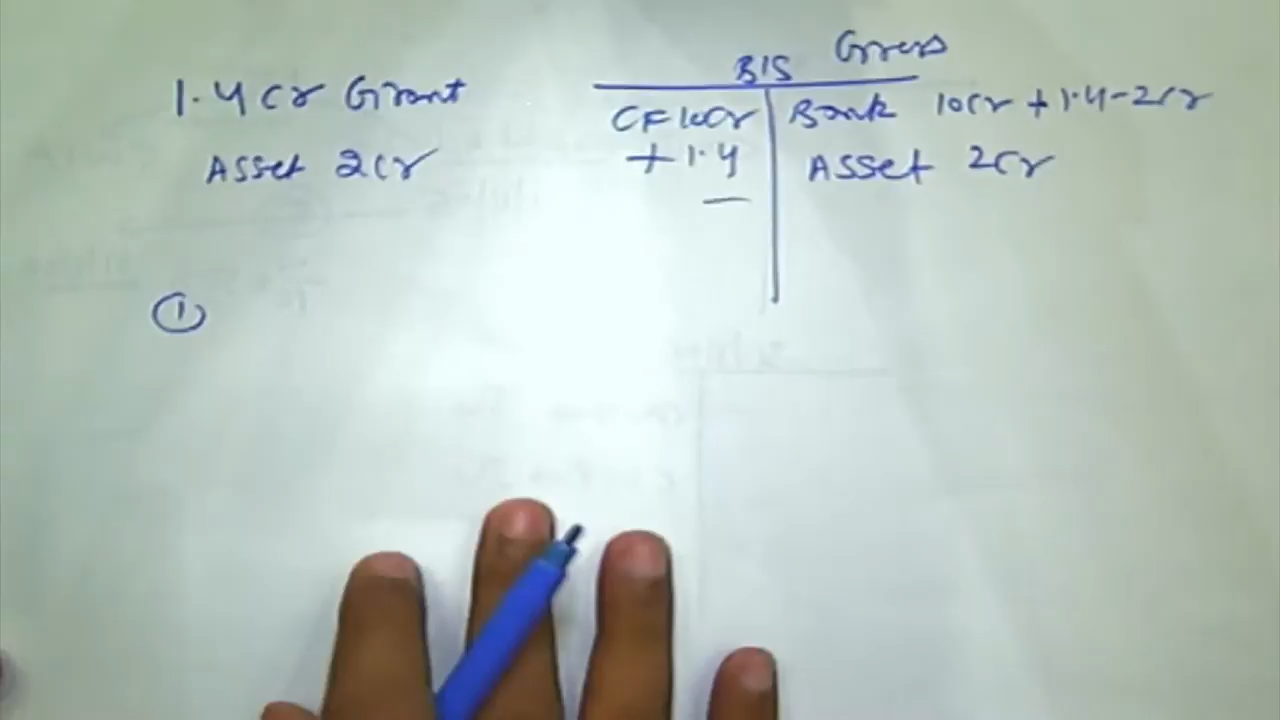 1.4 Cr Grant
Asset 2Cr
Gross
B/S
CF 10Cr
+ 1.4
Bank 10Cr + 1.4 - 2Cr
Asset 2Cr
①